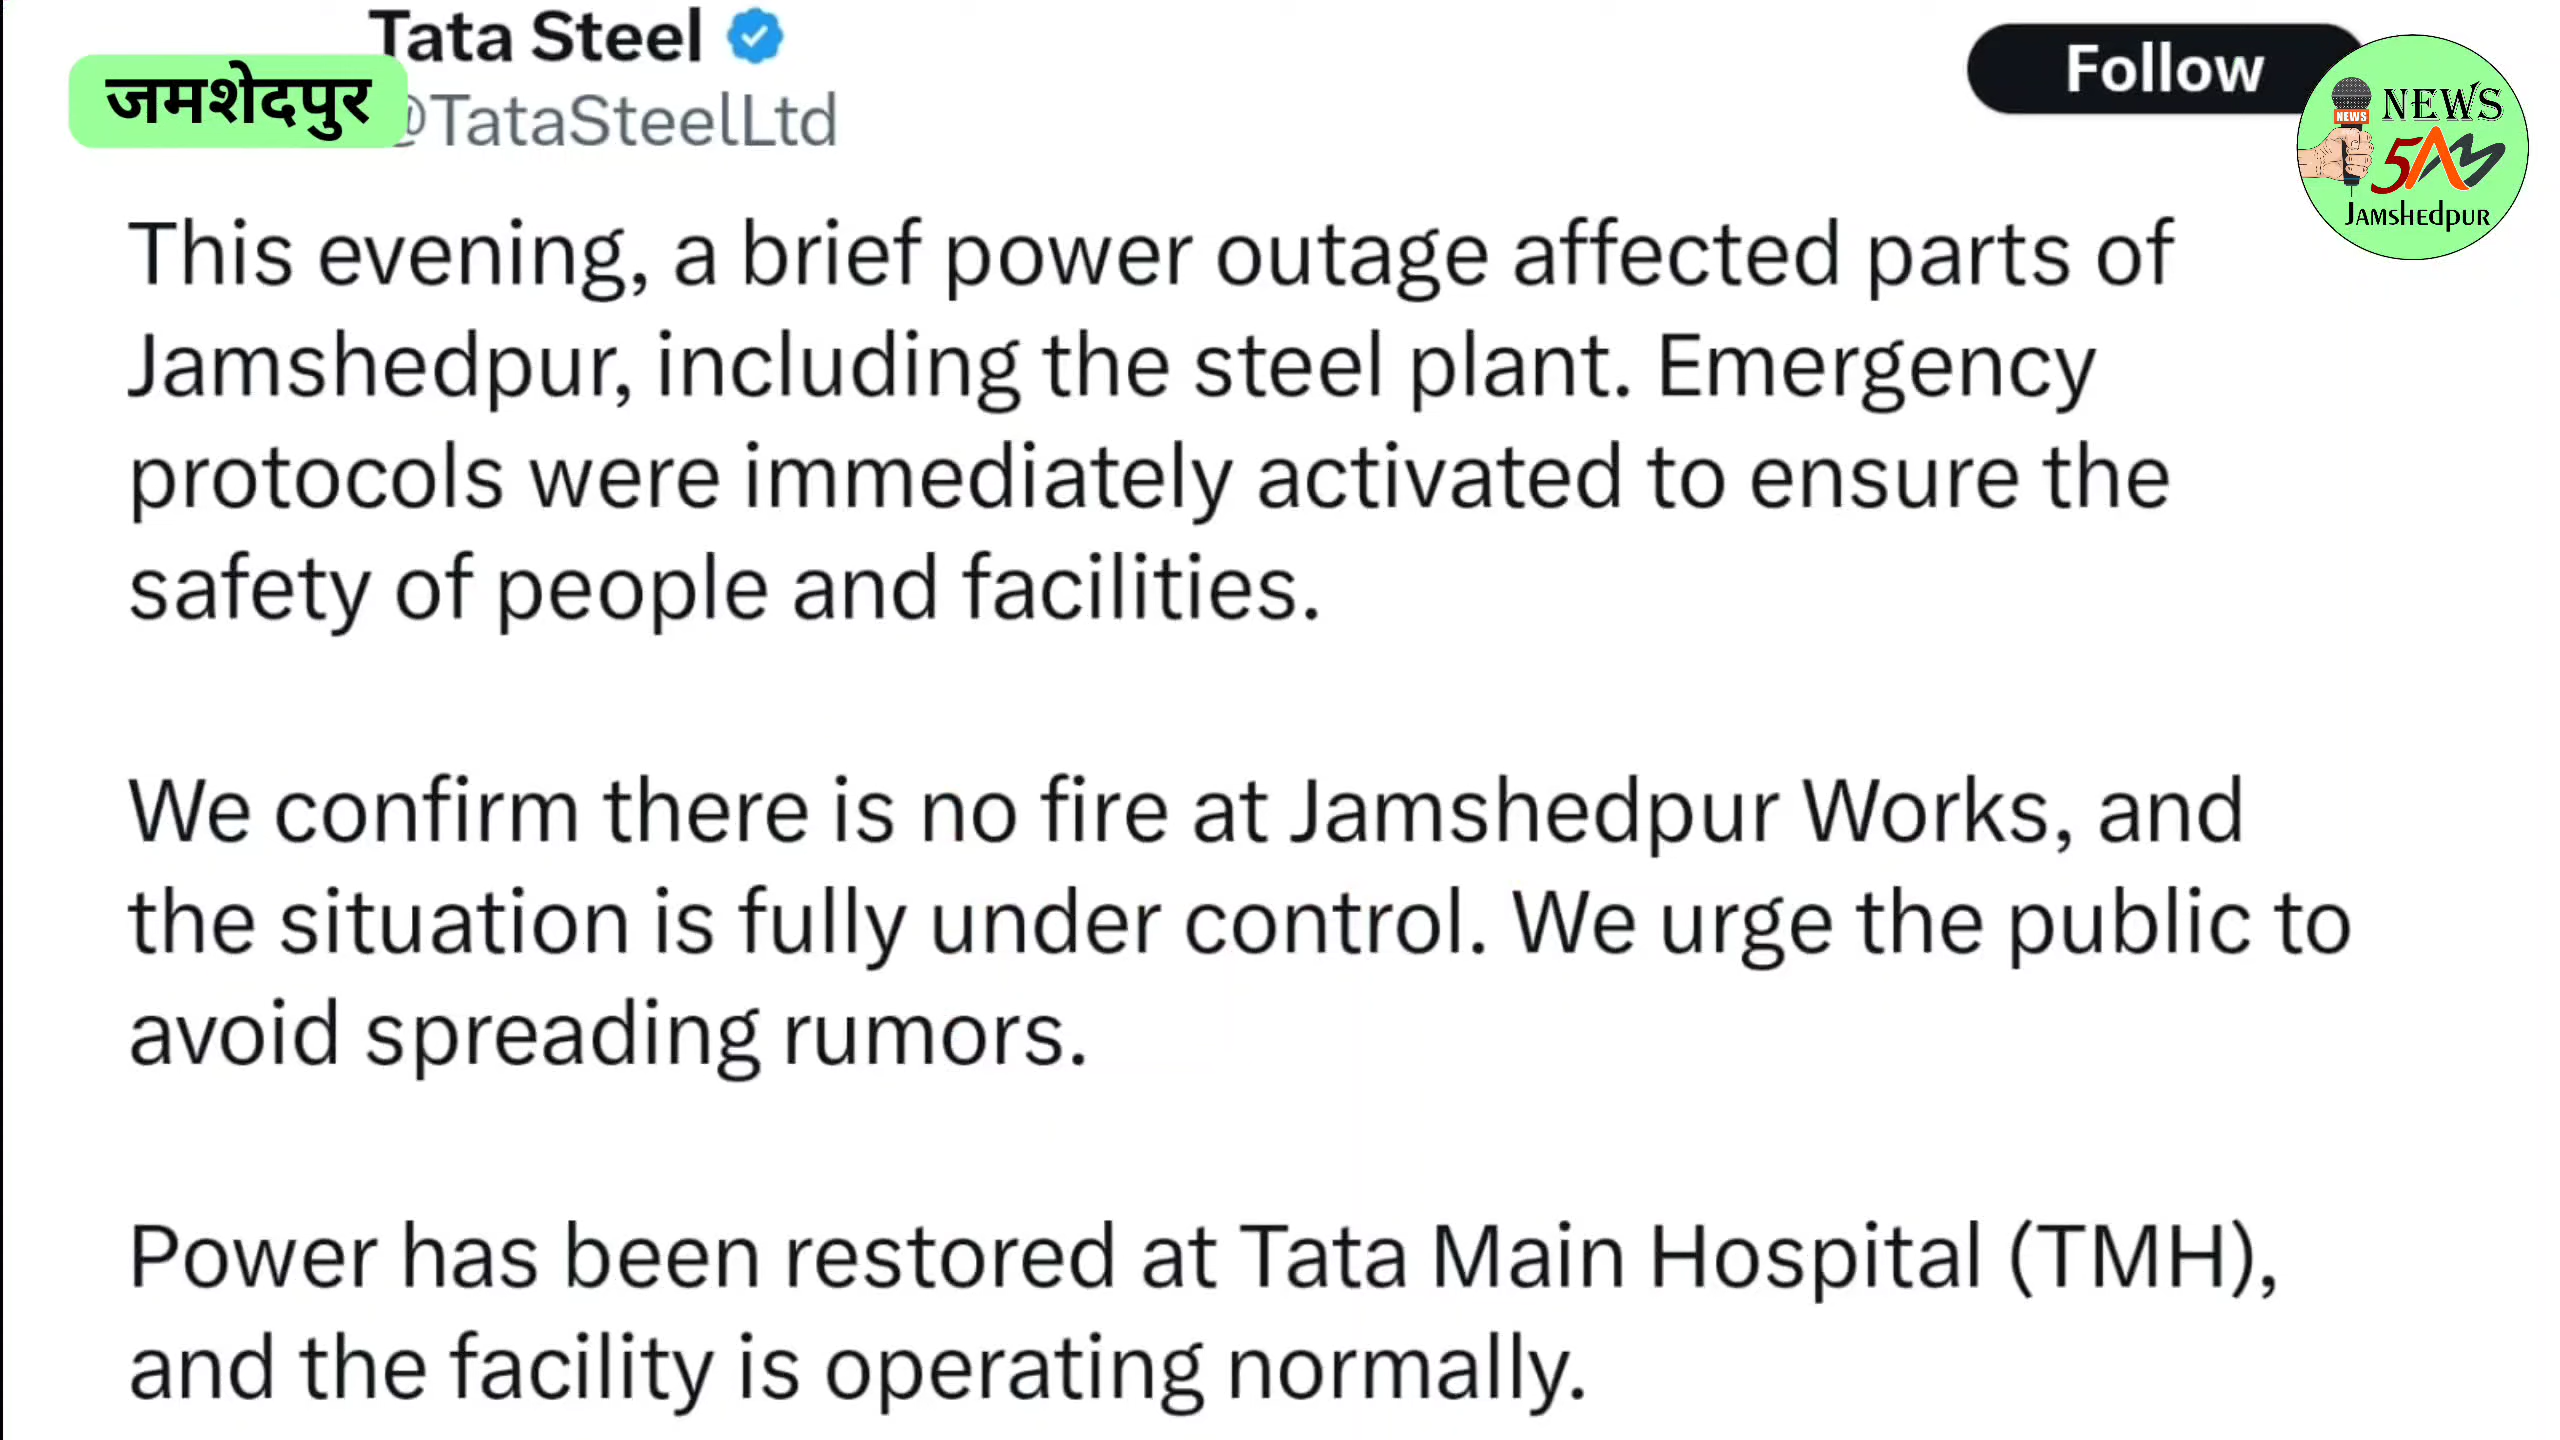 Tata Steel
जमशेदपुर
@TataSteelLtd
Follow
NEWS
NEWS
5AM
Jamshedpur
This evening, a brief power outage affected parts of
Jamshedpur, including the steel plant. Emergency
protocols were immediately activated to ensure the
safety of people and facilities.
We confirm there is no fire at Jamshedpur Works, and
the situation is fully under control. We urge the public to
avoid spreading rumors.
Power has been restored at Tata Main Hospital (TMH),
and the facility is operating normally.